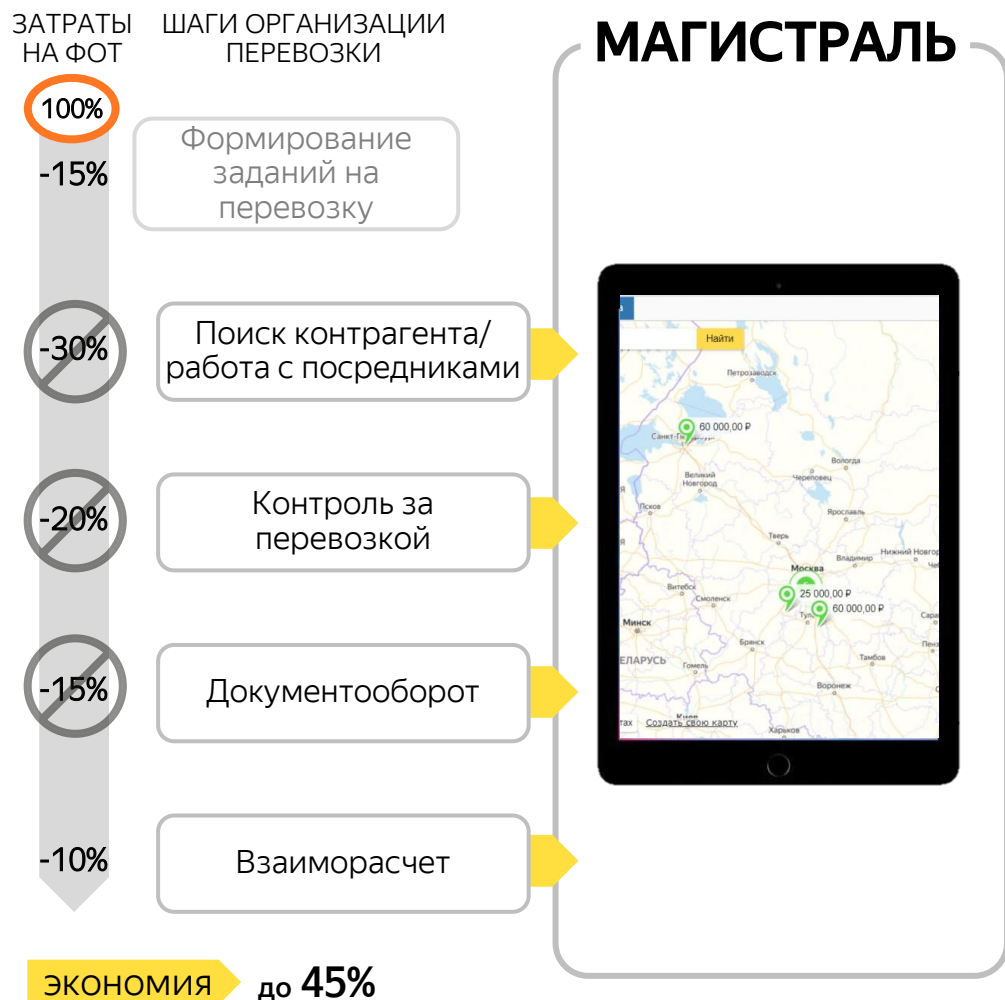 ЗАТРАТЫ
НА ФОТ
ШАГИ ОРГАНИЗАЦИИ
ПЕРЕВОЗКИ
МАГИСТРАЛЬ
100%
-15%
Формирование
заданий на
перевозку
-30%
Поиск контрагента/
работа с посредниками
-20%
Контроль за
перевозкой
-15%
Документооборот
-10%
Взаиморасчет
ЭКОНОМИЯ
до 45%
Найти
Петрозаводск
60 000,00 ₽
Вологда
Череповец
Великий
Новгород
Псков
Ярославль
Тверь
Владимир
Нижний Новгор
Москва
Витебск
Смоленск
25 000,00 ₽
60 000,00 ₽
Минск
Брянск
Тамбов
ЕЛАРУСЬ
Гомель
Воронеж
Создать свою карту
Харьков